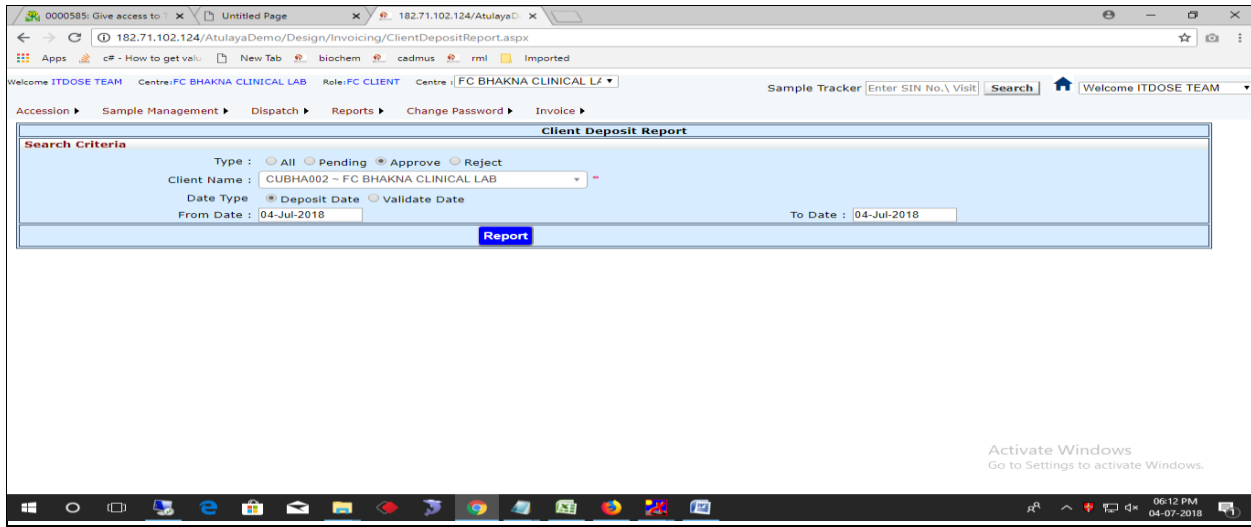 0000585: Give access to T
Untitled Page
182.71.102.124/AtulayaD
182.71.102.124/AtulayaDemo/Design/Invoicing/ClientDepositReport.aspx
Apps c# - How to get valu New Tab biochem cadmus rml Imported
Welcome ITDOSE TEAM Centre:FC BHAKNA CLINICAL LAB Role:FC CLIENT Centre : FC BHAKNA CLINICAL LA
Sample Tracker Enter SIN No.\ Visit Search Welcome ITDOSE TEAM
Accession Sample Management Dispatch Reports Change Password Invoice
Client Deposit Report
Search Criteria
Type : All Pending Approve Reject
Client Name : CUBHA002 ~ FC BHAKNA CLINICAL LAB *
Date Type Deposit Date Validate Date
From Date : 04-Jul-2018 To Date : 04-Jul-2018
Report
Activate Windows
Go to Settings to activate Windows.
06:12 PM
04-07-2018